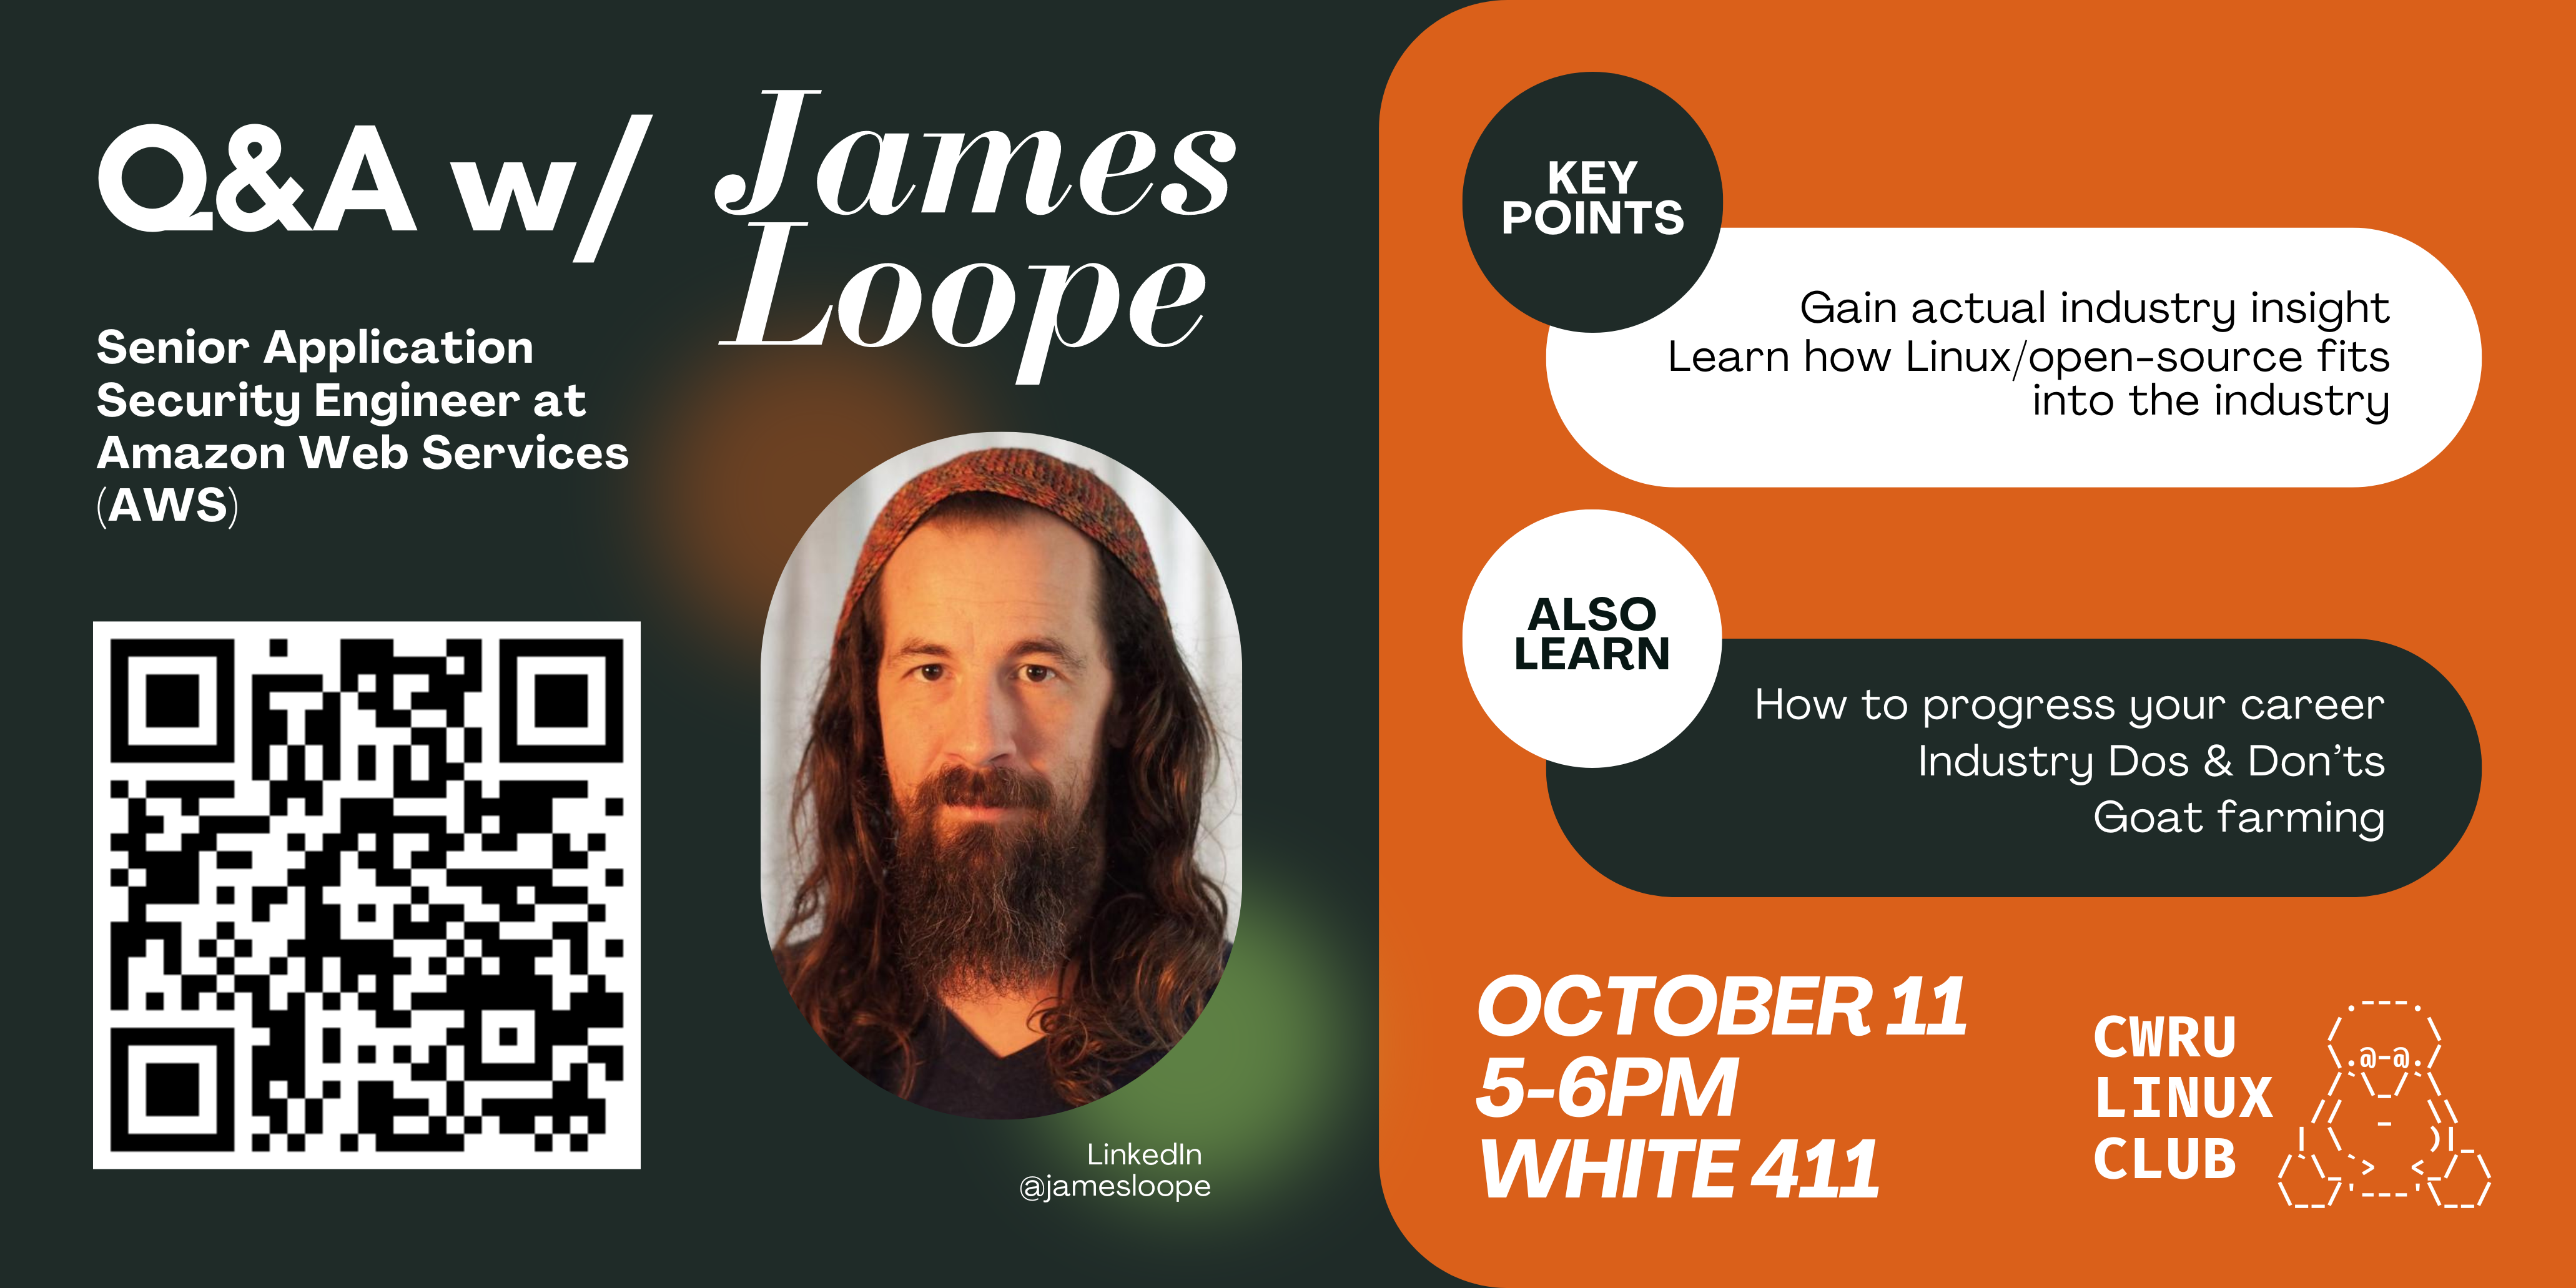 Q&A w/
James
Loope
Senior Application
Security Engineer at
Amazon Web Services
(AWS)
LinkedIn
@jamesloope
KEY
POINTS
Gain actual industry insight
Learn how Linux/open-source fits
into the industry
ALSO
LEARN
How to progress your career
Industry Dos & Don’ts
Goat farming
OCTOBER 11
5-6PM
WHITE 411
CWRU
LINUX
CLUB